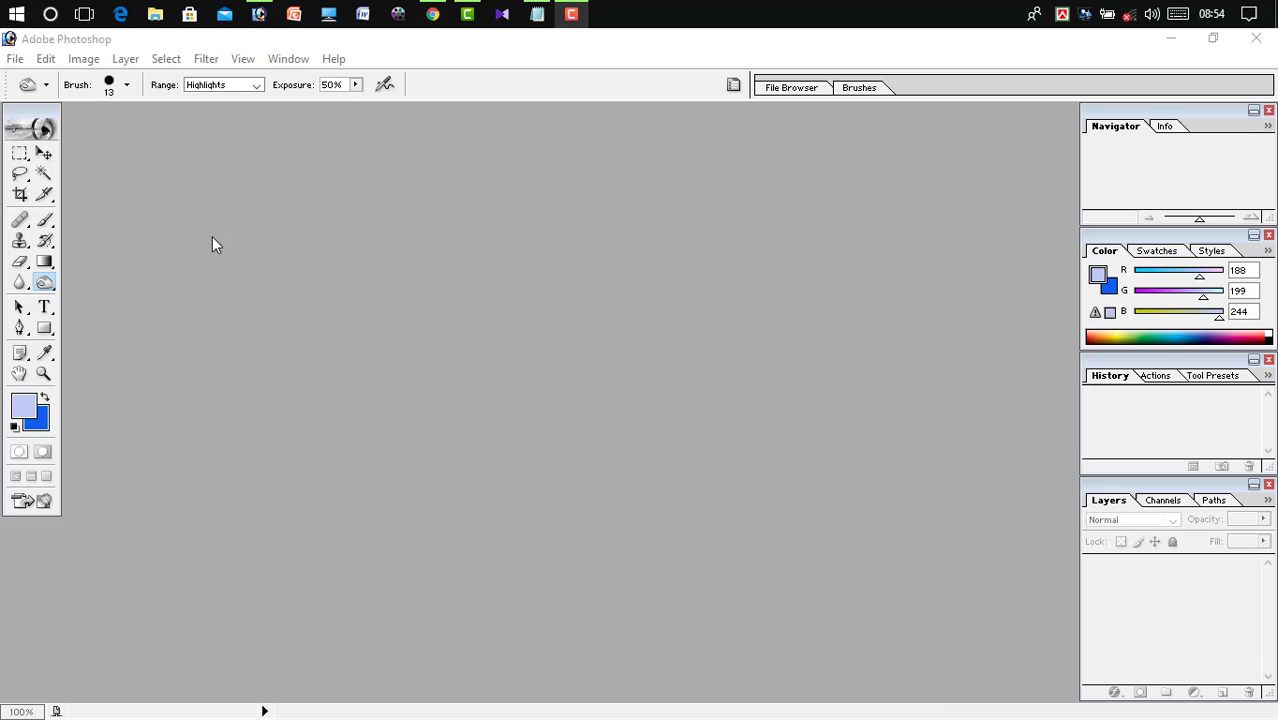 08:54
Adobe Photoshop
File Edit Image Layer Select Filter View Window Help
Brush: 13 Range: Highlights Exposure: 50% File Browser Brushes
Navigator Info
Color Swatches Styles
R 188
G 199
B 244
History Actions Tool Presets
Layers Channels Paths
Normal Opacity:
Lock: Fill:
100%